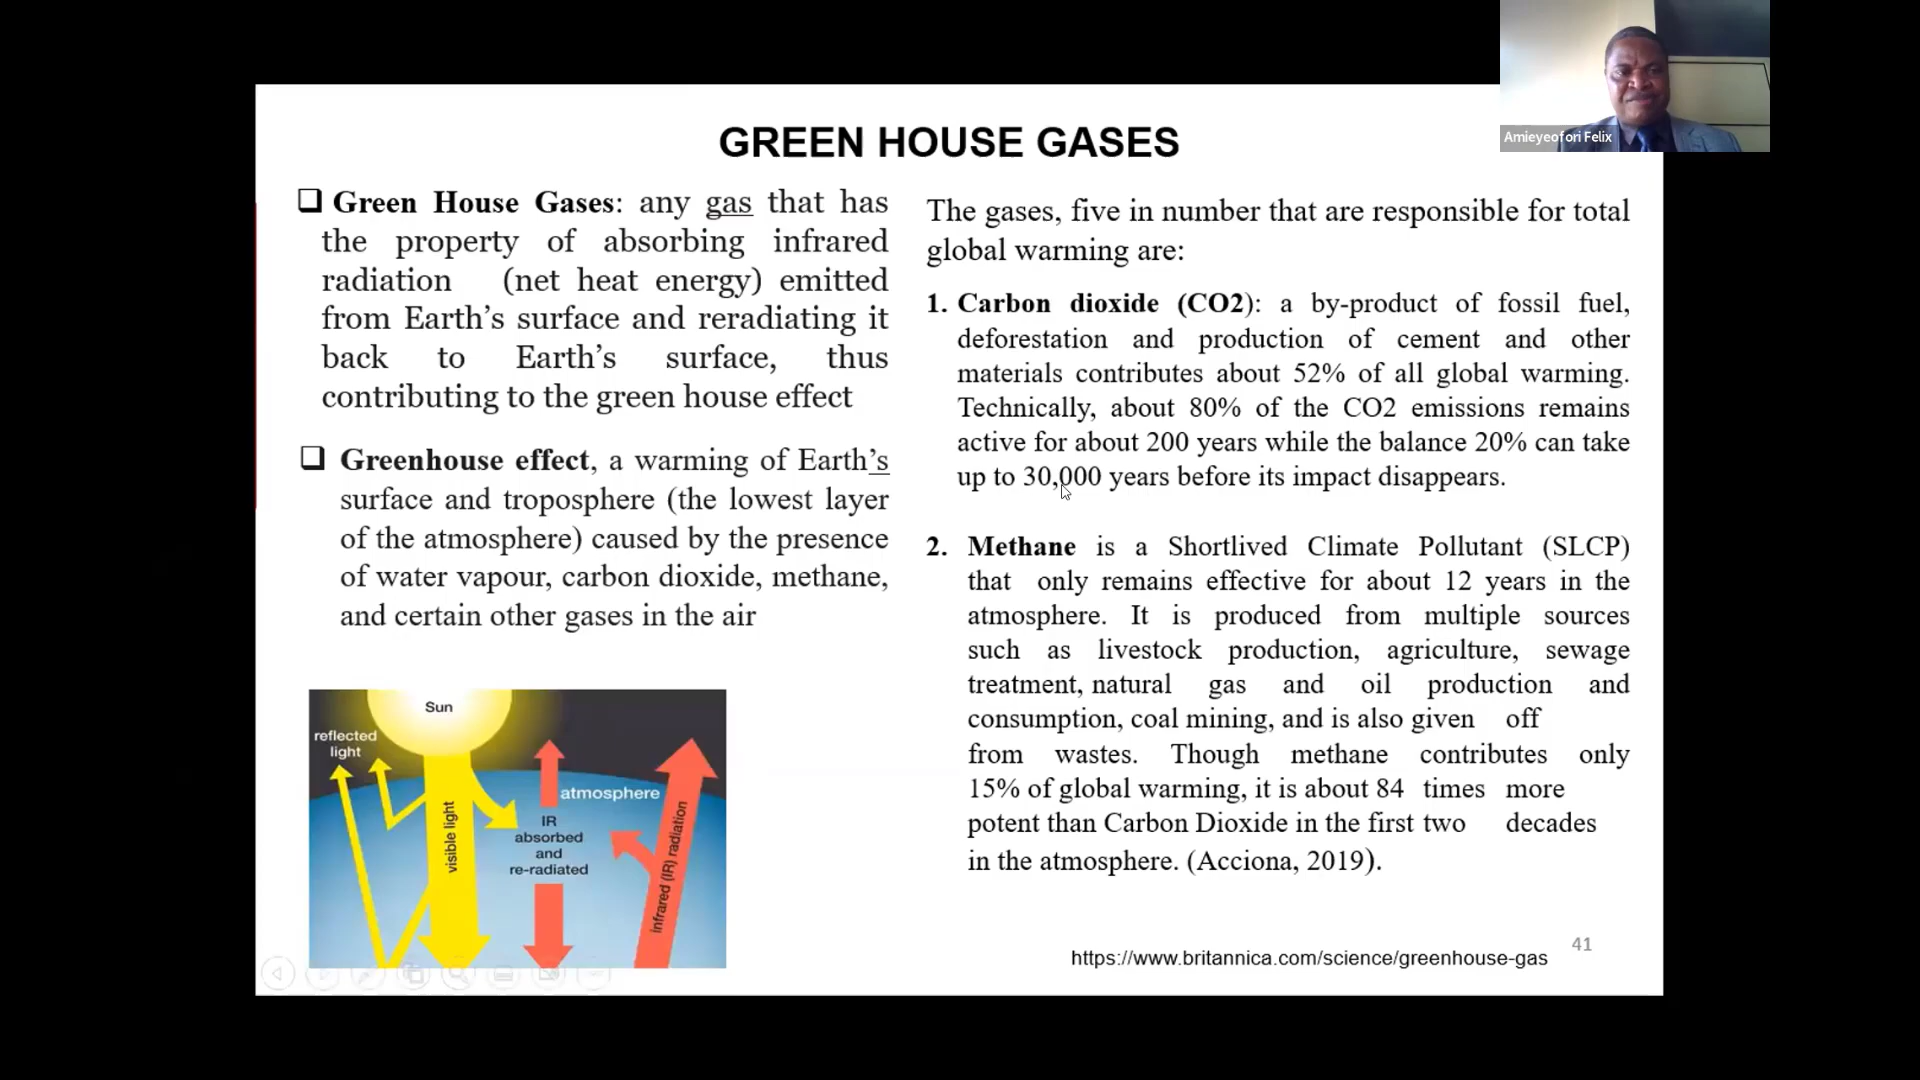 Amieyeofori Felix
GREEN HOUSE GASES
❑ Green House Gases: any gas that has
the property of absorbing infrared
radiation (net heat energy) emitted
from Earth’s surface and reradiating it
back to Earth’s surface, thus
contributing to the green house effect
❑ Greenhouse effect, a warming of Earth’s
surface and troposphere (the lowest layer
of the atmosphere) caused by the presence
of water vapour, carbon dioxide, methane,
and certain other gases in the air
Sun
reflected
light
visible light
atmosphere
IR
absorbed
and
re-radiated
infrared (IR) radiation
The gases, five in number that are responsible for total
global warming are:
1. Carbon dioxide (CO2): a by-product of fossil fuel,
deforestation and production of cement and other
materials contributes about 52% of all global warming.
Technically, about 80% of the CO2 emissions remains
active for about 200 years while the balance 20% can take
up to 30,000 years before its impact disappears.
2. Methane is a Shortlived Climate Pollutant (SLCP)
that only remains effective for about 12 years in the
atmosphere. It is produced from multiple sources
such as livestock production, agriculture, sewage
treatment, natural gas and oil production and
consumption, coal mining, and is also given off
from wastes. Though methane contributes only
15% of global warming, it is about 84 times more
potent than Carbon Dioxide in the first two decades
in the atmosphere. (Acciona, 2019).
https://www.britannica.com/science/greenhouse-gas
41